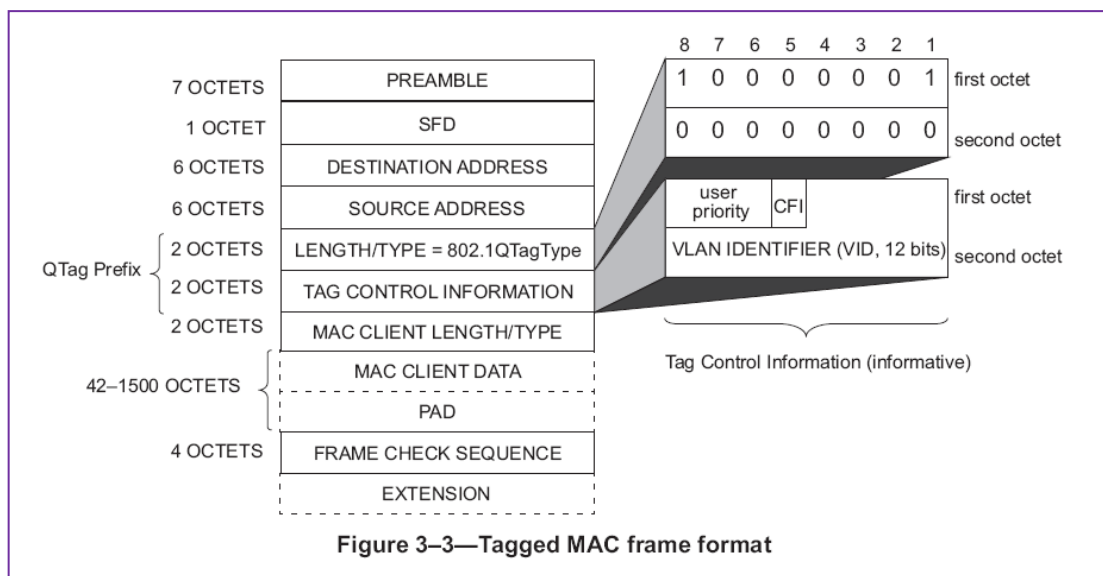 8 7 6 5 4 3 2 1
7 OCTETS PREAMBLE 1 0 0 0 0 0 0 1 first octet
1 OCTET SFD 0 0 0 0 0 0 0 0 second octet
6 OCTETS DESTINATION ADDRESS
6 OCTETS SOURCE ADDRESS
QTag Prefix
2 OCTETS LENGTH/TYPE = 802.1QTagType
2 OCTETS TAG CONTROL INFORMATION
2 OCTETS MAC CLIENT LENGTH/TYPE
42–1500 OCTETS
MAC CLIENT DATA
PAD
4 OCTETS FRAME CHECK SEQUENCE
EXTENSION
user
priority
CFI
first octet
VLAN IDENTIFIER (VID, 12 bits) second octet
Tag Control Information (informative)
Figure 3–3—Tagged MAC frame format